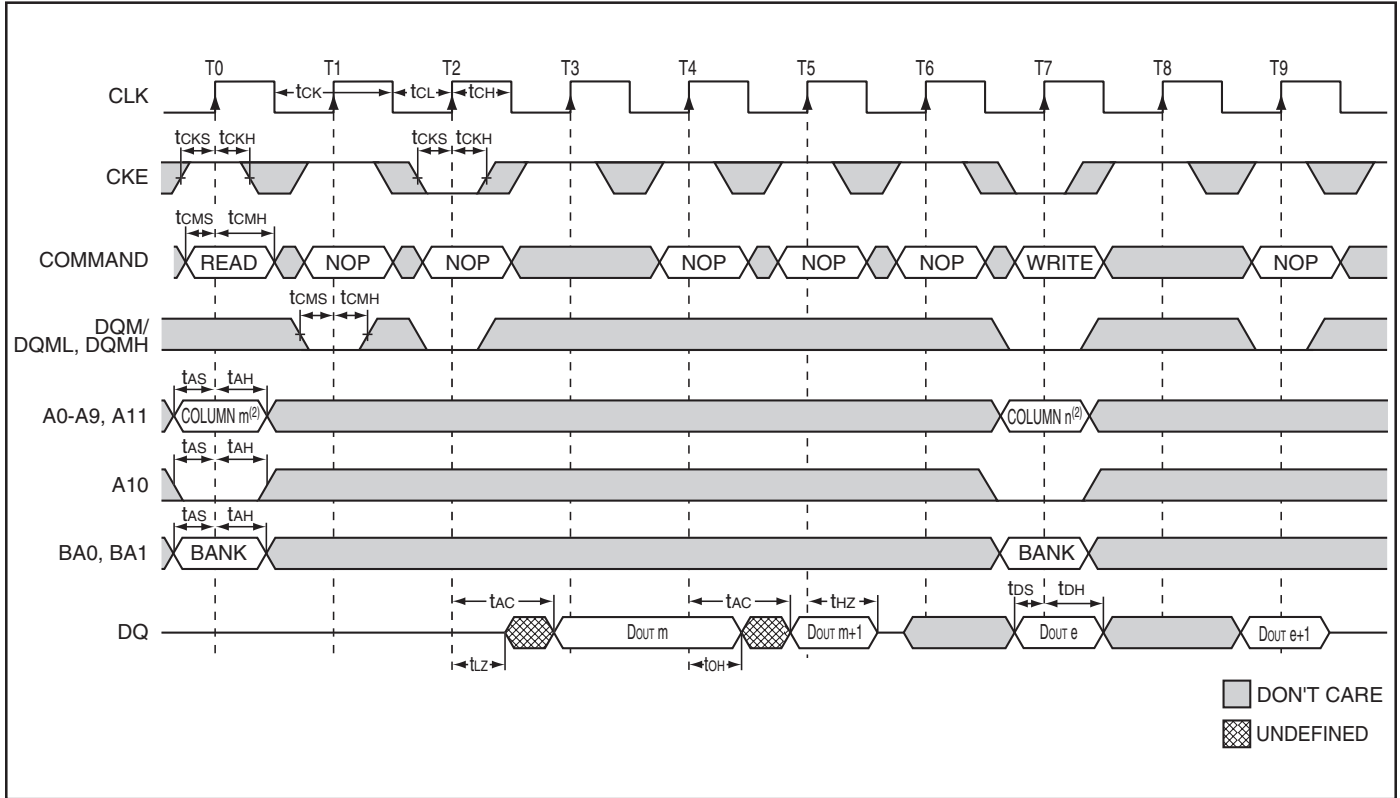 T0 T1 T2 T3 T4 T5 T6 T7 T8 T9
CLK tCK tCL tCH
tCKS tCKH tCKS tCKH
CKE
tCMS tCMH
COMMAND READ NOP NOP NOP NOP NOP WRITE NOP
tCMS tCMH
DQM/
DQML, DQMH
tAS tAH
A0-A9, A11 COLUMN m(2) COLUMN n(2)
tAS tAH
A10
tAS tAH
BA0, BA1 BANK BANK
tAC tAC tHZ tDS tDH
DQ DOUT m DOUT m+1 DOUT e DOUT e+1
tLZ tOH
DON'T CARE
UNDEFINED